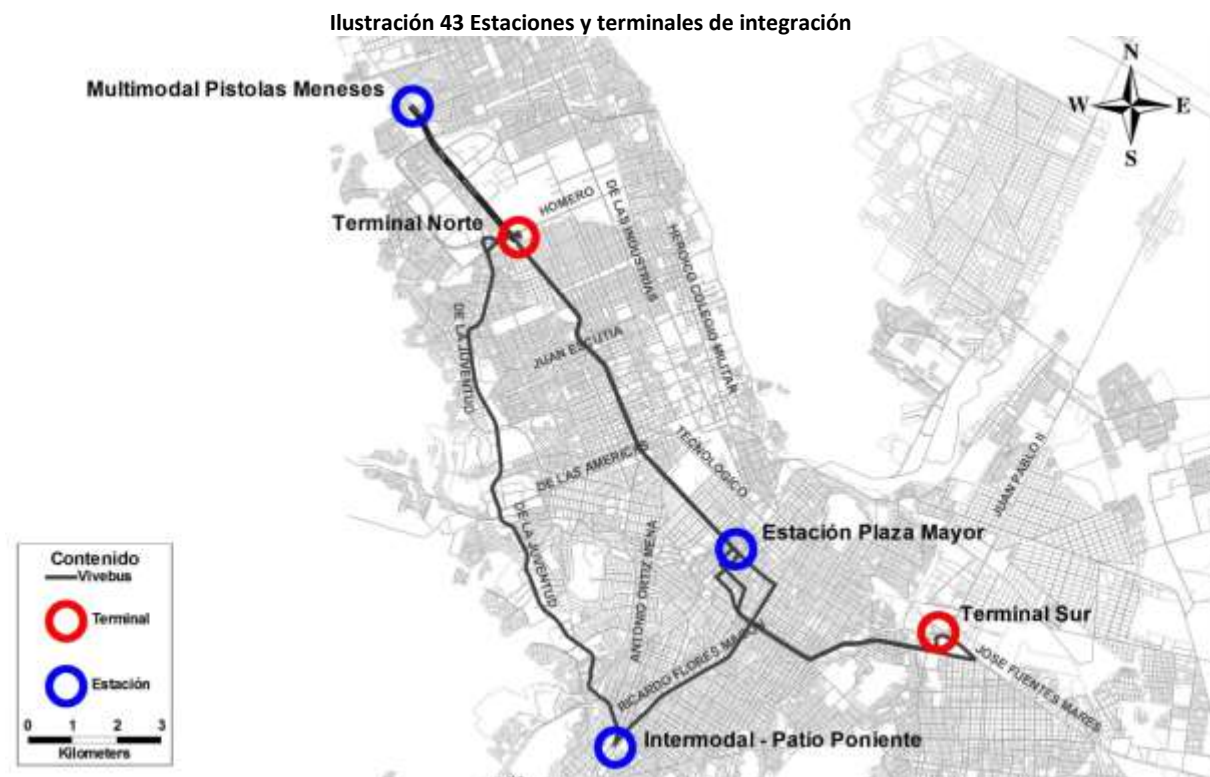 Ilustración 43 Estaciones y terminales de integración
N
W
E
S
Multimodal Pistolas Meneses
Terminal Norte
HOMERO
DE LAS INDUSTRIAS
HEROICO COLEGIO MILITAR
DE LA JUVENTUD
JUAN ESCUTIA
DE LAS AMERICAS
TECNOLOGICO
JUAN PABLO II
DE LA JUVENTUD
ANTONIO ORTIZ MENA
Estación Plaza Mayor
RICARDO FLORES
Terminal Sur
JOSE FUENTES MARES
Intermodal - Patio Poniente
Contenido
Vivebus
Terminal
Estación
0 1 2 3
Kilometers